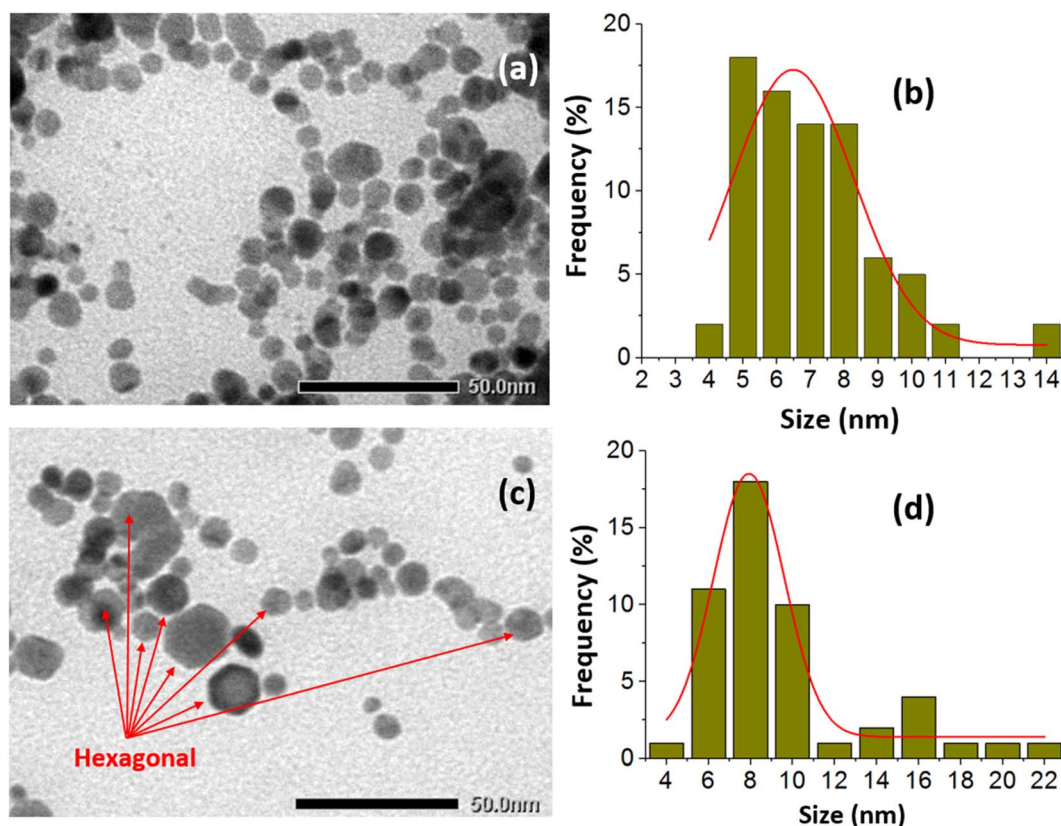 (a)
50.0nm
(b)
Frequency (%)
20
15
10
5
0
2 3 4 5 6 7 8 9 10 11 12 13 14
Size (nm)
(c)
Hexagonal
50.0nm
(d)
Frequency (%)
20
15
10
5
0
4 6 8 10 12 14 16 18 20 22
Size (nm)